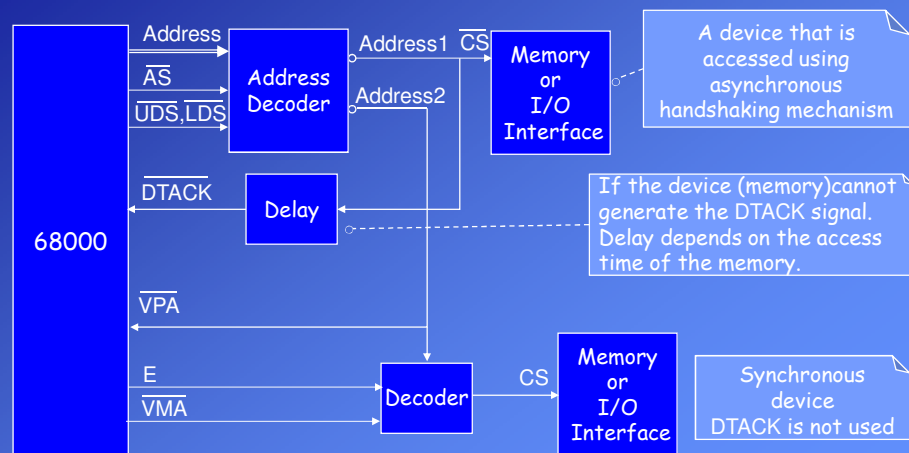 Address
Address1
CS
A device that is
accessed using
asynchronous
handshaking mechanism
AS
Address
Decoder
Memory
or
I/O
Interface
Address2
UDS,LDS
DTACK
Delay
If the device (memory)cannot
generate the DTACK signal.
Delay depends on the access
time of the memory.
68000
VPA
E
VMA
Decoder
CS
Memory
or
I/O
Interface
Synchronous
device
DTACK is not used